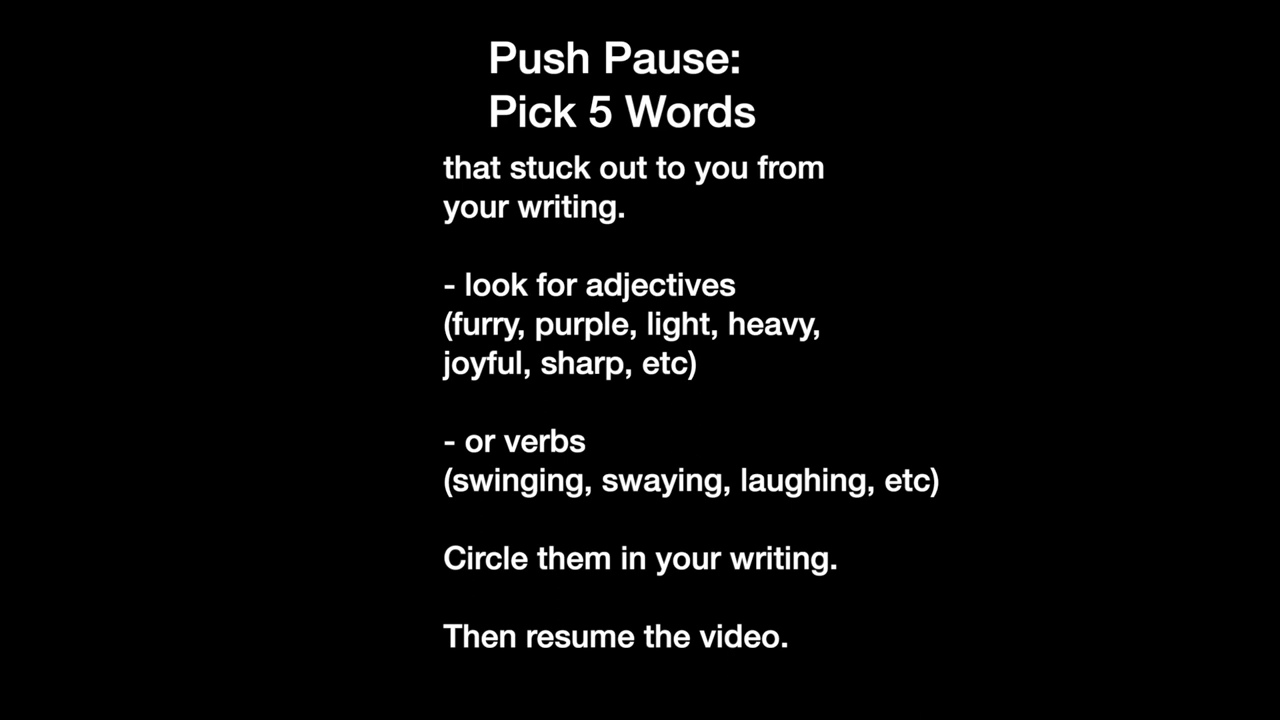 Push Pause:
Pick 5 Words
that stuck out to you from
your writing.
- look for adjectives
(furry, purple, light, heavy,
joyful, sharp, etc)
- or verbs
(swinging, swaying, laughing, etc)
Circle them in your writing.
Then resume the video.